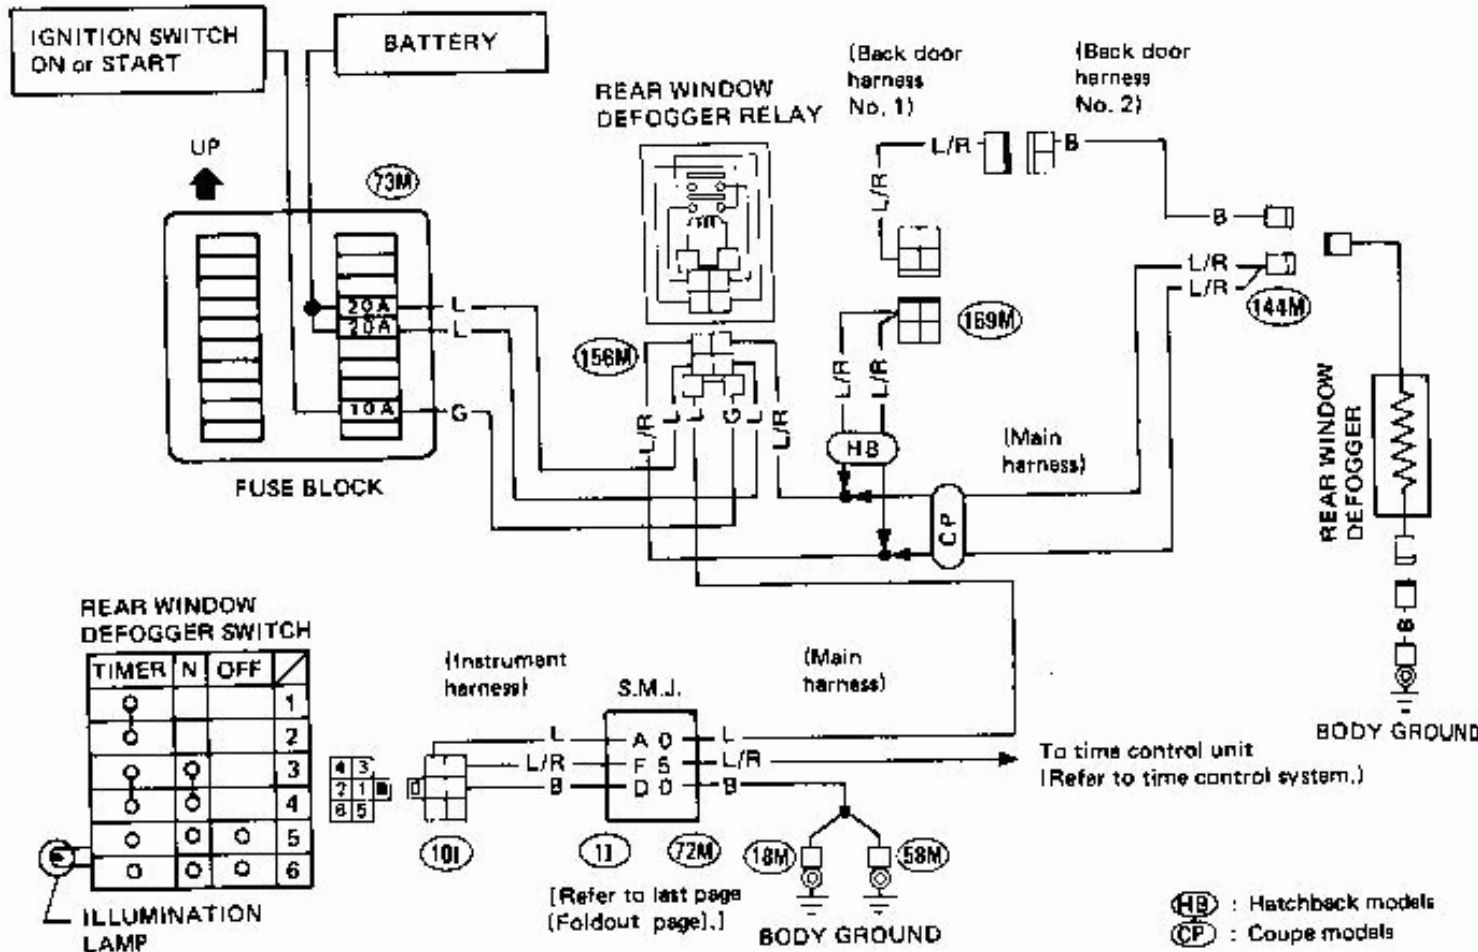 IGNITION SWITCH
ON or START
BATTERY
UP
73M
REAR WINDOW
DEFOGGER RELAY
(Back door
harness
No. 1)
(Back door
harness
No. 2)
L/R
B
L/R
B
L/R
L/R
144M
169M
156M
20A
20A
10A
L
L
G
FUSE BLOCK
L/R
L
L
G
L
L/R
L/R
L/R
HB
CP
(Main
harness)
REAR WINDOW
DEFOGGER
B
BODY GROUND
REAR WINDOW
DEFOGGER SWITCH
TIMER N OFF
1
2
3
4
5
6
ILLUMINATION
LAMP
4 3
2 1
6 5
(Instrument
harness)
S.M.J.
(Main
harness)
L A 0 L
L/R F 5 L/R
B D 0 B
To time control unit
(Refer to time control system.)
10I
1I
72M
18M
58M
[Refer to last page
(Foldout page).]
BODY GROUND
HB : Hatchback models
CP : Coupe models